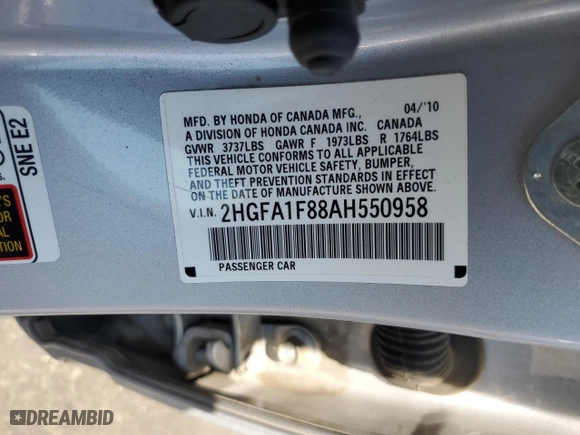 MFD. BY HONDA OF CANADA MFG., 04/'10
A DIVISION OF HONDA CANADA INC. CANADA
GVWR 3737LBS GAWR F 1973LBS R 1764LBS
THIS VEHICLE CONFORMS TO ALL APPLICABLE
FEDERAL MOTOR VEHICLE SAFETY, BUMPER,
AND THEFT PREVENTION STANDARDS IN EFFECT
ON THE DATE OF MANUFACTURE SHOWN ABOVE.
V.I.N. 2HGFA1F88AH550958
PASSENGER CAR
SNE E2
DREAMBID